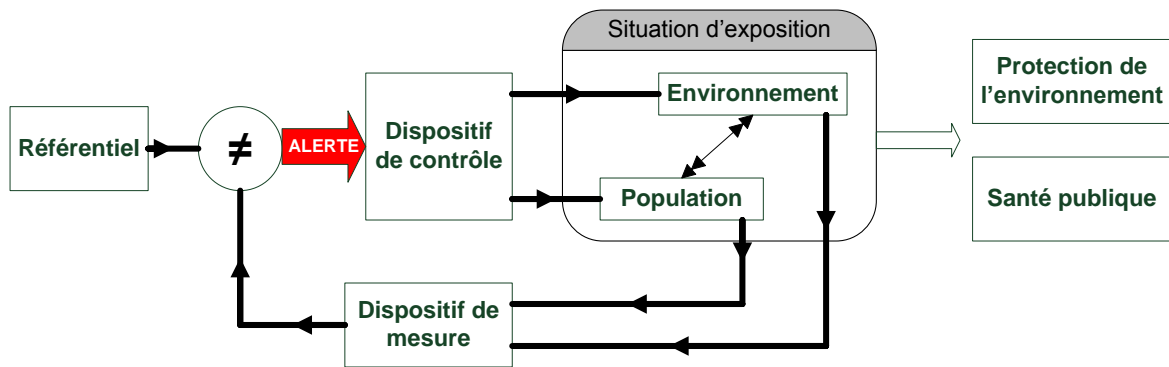 Situation d'exposition
Protection de
l'environnement
Environnement
Référentiel
≠
ALERTE
Dispositif
de contrôle
Population
Santé publique
Dispositif de
mesure